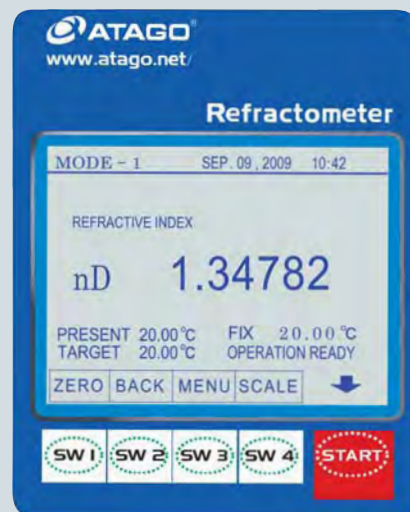 ATAGO®
www.atago.net/
Refractometer
MODE - 1 SEP. 09 , 2009 10:42
REFRACTIVE INDEX
nD 1.34782
PRESENT 20.00℃ FIX 20.00℃
TARGET 20.00℃ OPERATION READY
ZERO BACK MENU SCALE
SW 1 SW 2 SW 3 SW 4 START